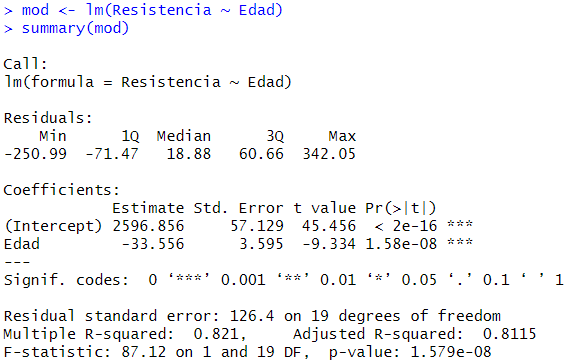 > mod <- lm(Resistencia ~ Edad)
> summary(mod)
Call:
lm(formula = Resistencia ~ Edad)
Residuals:
    Min      1Q  Median      3Q     Max
-250.99  -71.47   18.88   60.66  342.05
Coefficients:
            Estimate Std. Error t value Pr(>|t|)
(Intercept) 2596.856     57.129  45.456  < 2e-16 ***
Edad         -33.556      3.595  -9.334 1.58e-08 ***
---
Signif. codes:  0 ‘***’ 0.001 ‘**’ 0.01 ‘*’ 0.05 ‘.’ 0.1 ‘ ’ 1
Residual standard error: 126.4 on 19 degrees of freedom
Multiple R-squared:  0.821,     Adjusted R-squared:  0.8115
F-statistic: 87.12 on 1 and 19 DF,  p-value: 1.579e-08